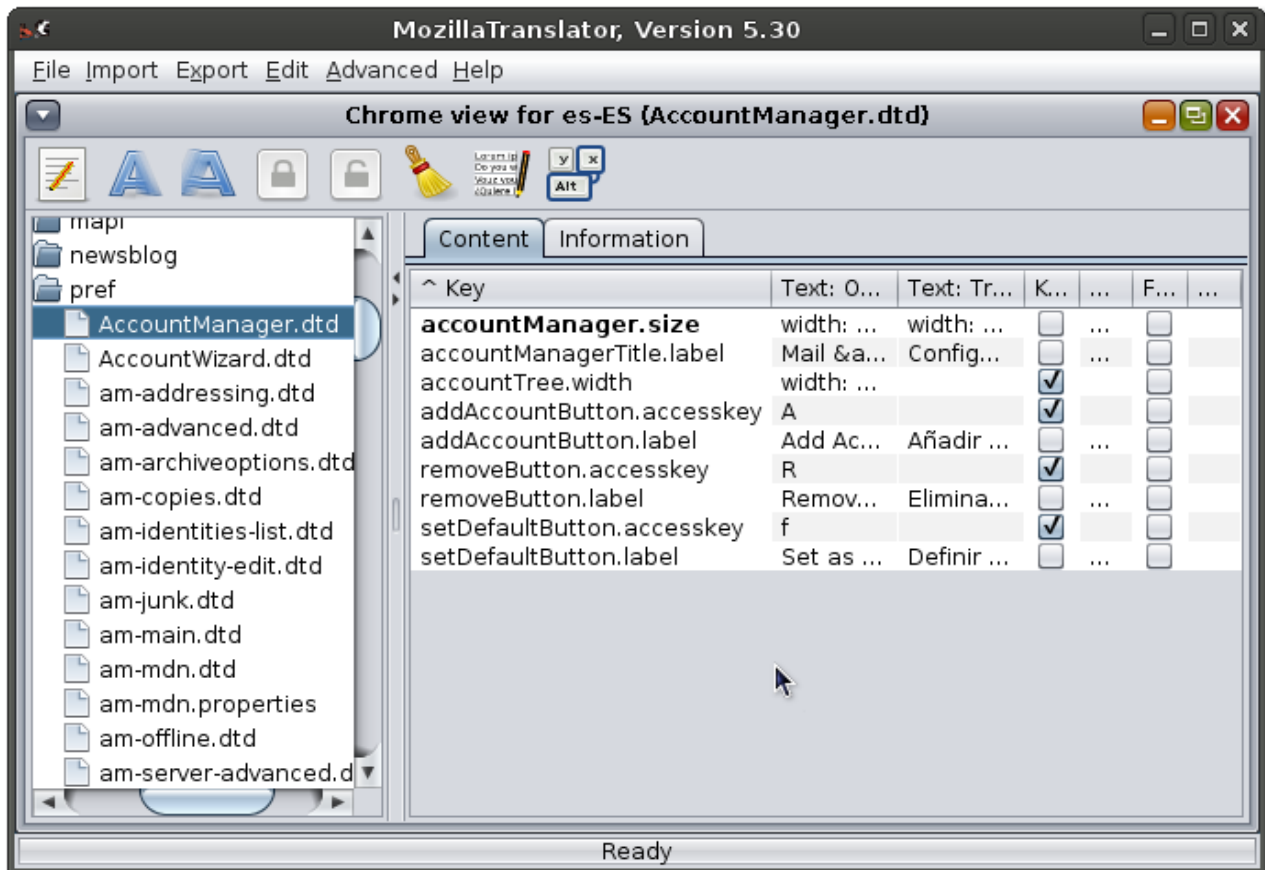 MozillaTranslator, Version 5.30
File Import Export Edit Advanced Help
Chrome view for es-ES (AccountManager.dtd)
y x
Alt
mapi
newsblog
pref
AccountManager.dtd
AccountWizard.dtd
am-addressing.dtd
am-advanced.dtd
am-archiveoptions.dtd
am-copies.dtd
am-identities-list.dtd
am-identity-edit.dtd
am-junk.dtd
am-main.dtd
am-mdn.dtd
am-mdn.properties
am-offline.dtd
am-server-advanced.d
Content Information
^ Key Text: O... Text: Tr... K... ... F... ...
accountManager.size width: ... width: ... ...
accountManagerTitle.label Mail &a... Config... ...
accountTree.width width: ...
addAccountButton.accesskey A
addAccountButton.label Add Ac... Añadir ... ...
removeButton.accesskey R
removeButton.label Remov... Elimina... ...
setDefaultButton.accesskey f
setDefaultButton.label Set as ... Definir ... ...
Ready